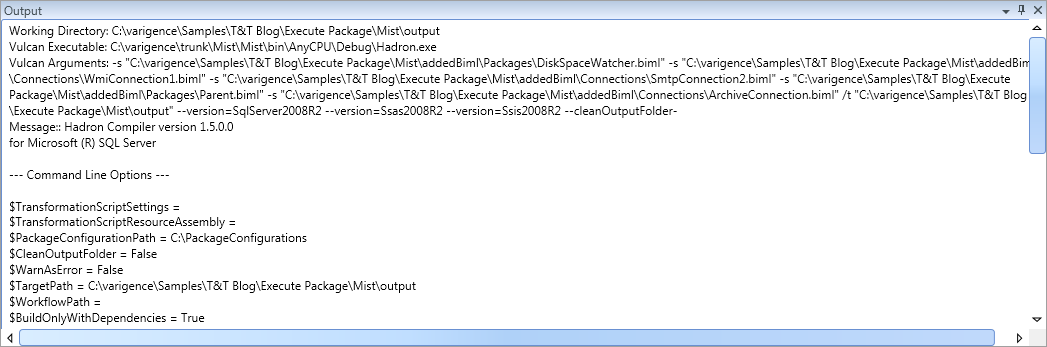 Output
Working Directory: C:\varigence\Samples\T&T Blog\Execute Package\Mist\output
Vulcan Executable: C:\varigence\trunk\Mist\Mist\bin\AnyCPU\Debug\Hadron.exe
Vulcan Arguments: -s "C:\varigence\Samples\T&T Blog\Execute Package\Mist\addedBiml\Packages\DiskSpaceWatcher.biml" -s "C:\varigence\Samples\T&T Blog\Execute Package\Mist\addedBiml
\Connections\WmiConnection1.biml" -s "C:\varigence\Samples\T&T Blog\Execute Package\Mist\addedBiml\Connections\SmtpConnection2.biml" -s "C:\varigence\Samples\T&T Blog\Execute
Package\Mist\addedBiml\Packages\Parent.biml" -s "C:\varigence\Samples\T&T Blog\Execute Package\Mist\addedBiml\Connections\ArchiveConnection.biml" /t "C:\varigence\Samples\T&T Blog
\Execute Package\Mist\output" --version=SqlServer2008R2 --version=Ssas2008R2 --version=Ssis2008R2 --cleanOutputFolder-
Message:: Hadron Compiler version 1.5.0.0
for Microsoft (R) SQL Server
--- Command Line Options ---
$TransformationScriptSettings =
$TransformationScriptResourceAssembly =
$PackageConfigurationPath = C:\PackageConfigurations
$CleanOutputFolder = False
$WarnAsError = False
$TargetPath = C:\varigence\Samples\T&T Blog\Execute Package\Mist\output
$WorkflowPath =
$BuildOnlyWithDependencies = True